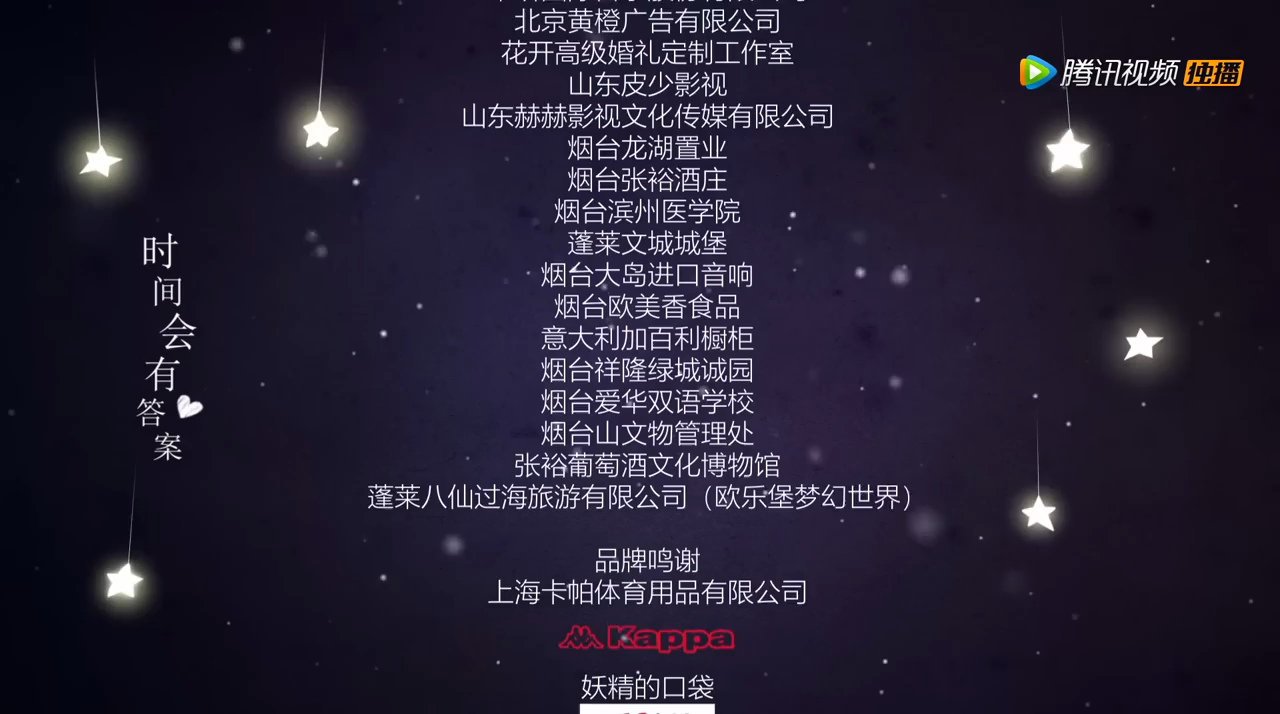 北京黄橙广告有限公司
花开高级婚礼定制工作室
山东皮少影视
山东赫赫影视文化传媒有限公司
烟台龙湖置业
烟台张裕酒庄
烟台滨州医学院
蓬莱文城城堡
烟台大岛进口音响
烟台欧美香食品
意大利加百利橱柜
烟台祥隆绿城诚园
烟台爱华双语学校
烟台山文物管理处
张裕葡萄酒文化博物馆
蓬莱八仙过海旅游有限公司（欧乐堡梦幻世界）
品牌鸣谢
上海卡帕体育用品有限公司
Kappa
妖精的口袋
时间会有答案
腾讯视频 独播